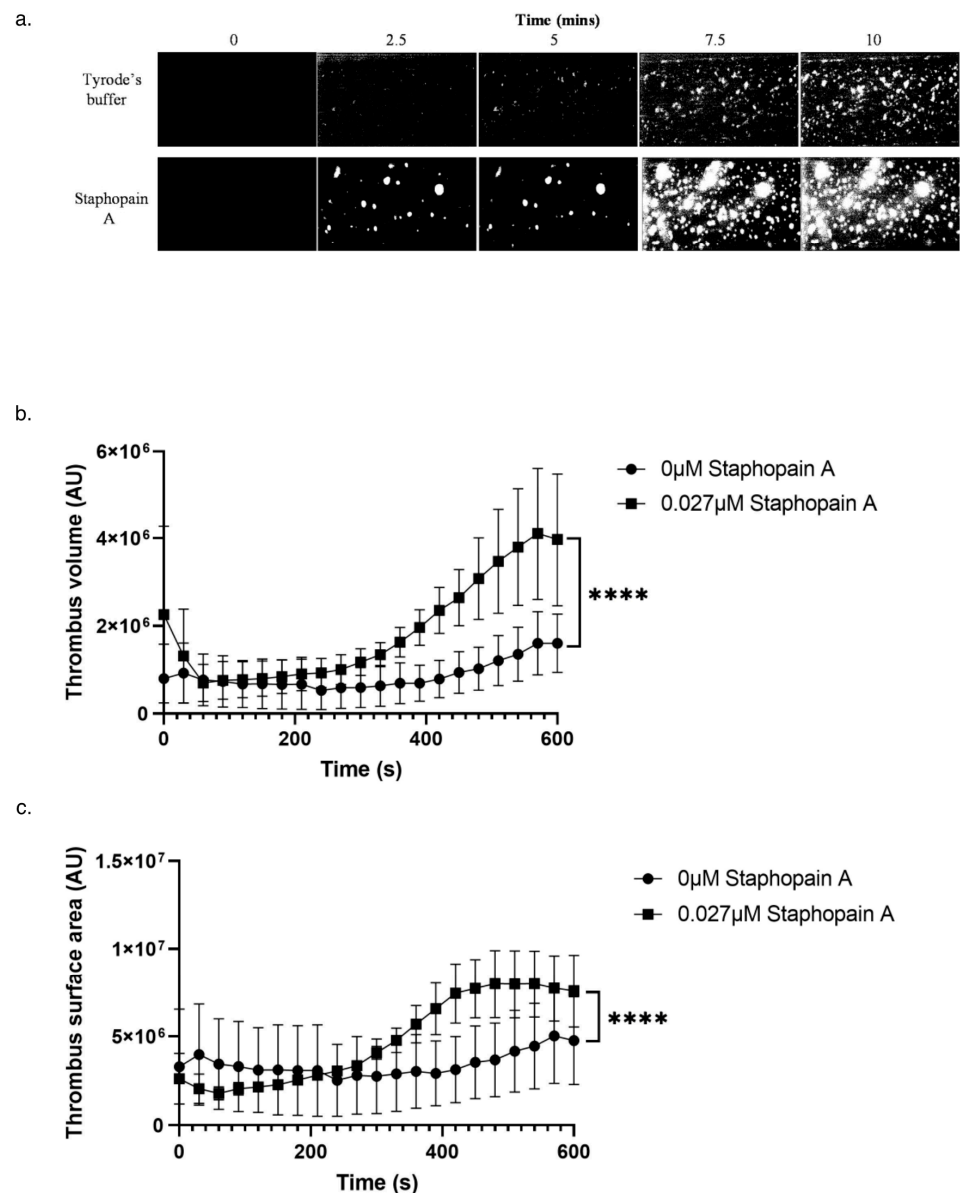 a.
Time (mins)
0 2.5 5 7.5 10
Tyrode's
buffer
Staphopain
A
b.
6×10⁶
4×10⁶
2×10⁶
0
Thrombus volume (AU)
0 200 400 600
Time (s)
0μM Staphopain A
0.027μM Staphopain A
****
c.
1.5×10⁷
1×10⁷
5×10⁶
0
Thrombus surface area (AU)
0 200 400 600
Time (s)
0μM Staphopain A
0.027μM Staphopain A
****